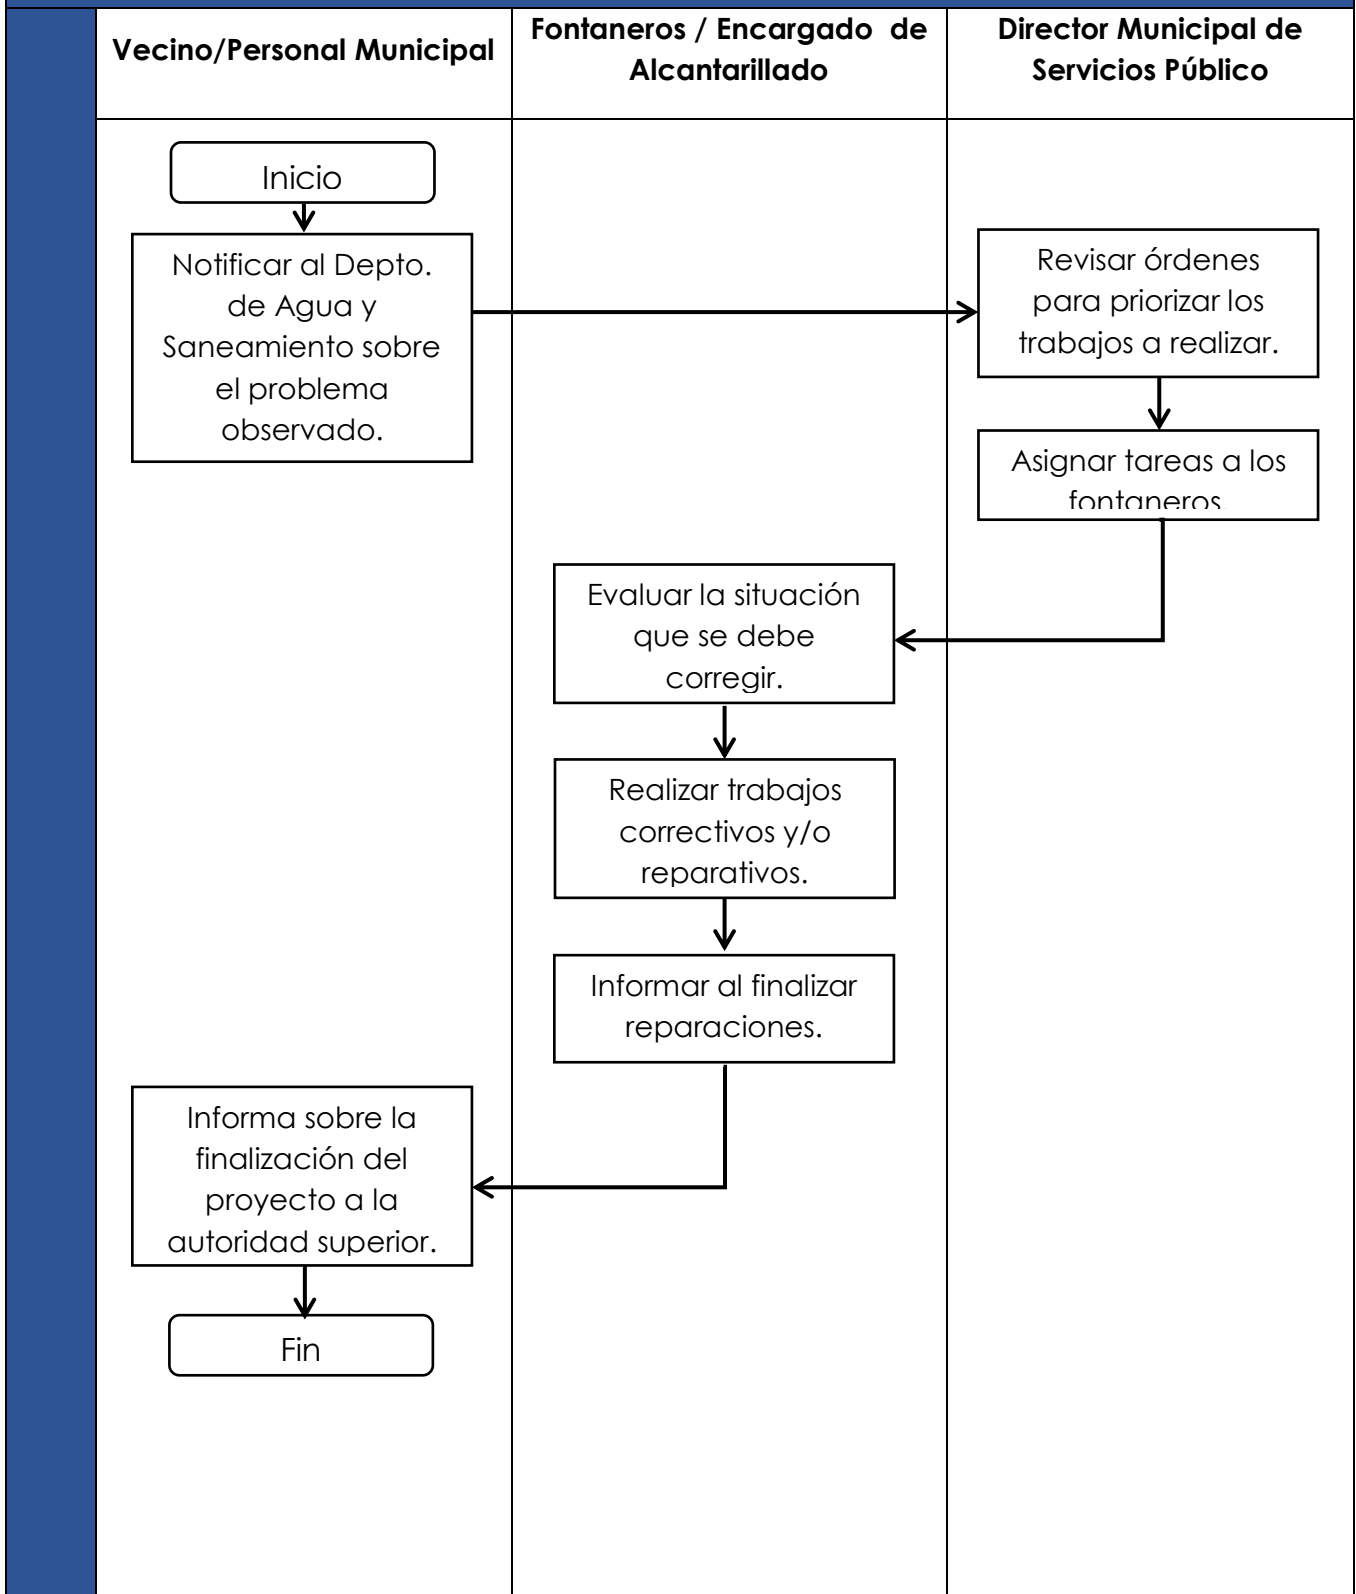 Vecino/Personal Municipal
Fontaneros / Encargado de
Alcantarillado
Director Municipal de
Servicios Público
Inicio
Notificar al Depto.
de Agua y
Saneamiento sobre
el problema
observado.
Revisar órdenes
para priorizar los
trabajos a realizar.
Asignar tareas a los
fontaneros.
Evaluar la situación
que se debe
corregir.
Realizar trabajos
correctivos y/o
reparativos.
Informar al finalizar
reparaciones.
Informa sobre la
finalización del
proyecto a la
autoridad superior.
Fin